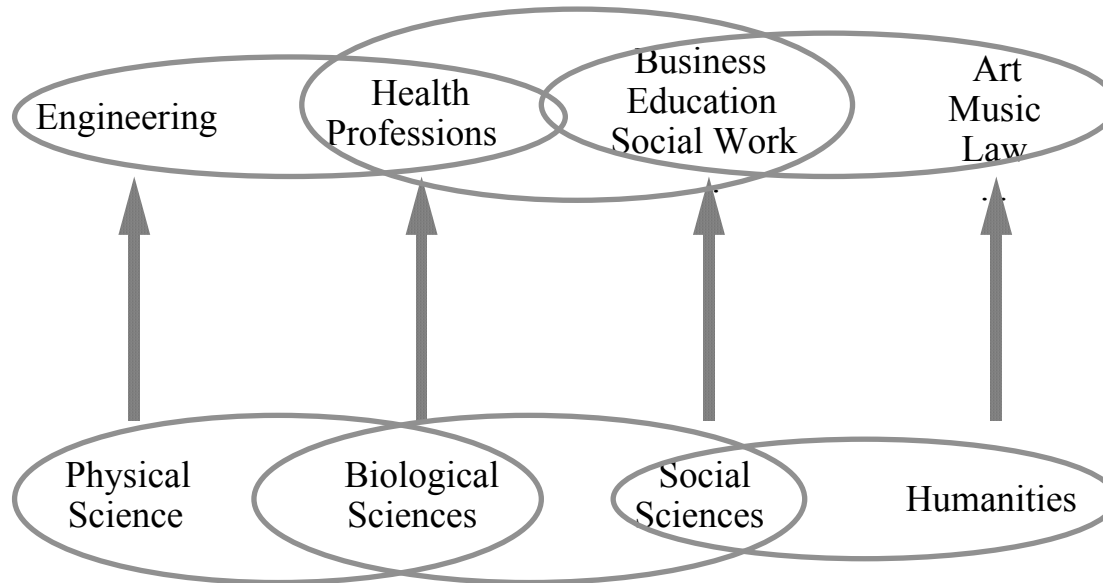 Engineering
Health
Professions
Business
Education
Social Work
.
Art
Music
Law
...
Physical
Science
Biological
Sciences
Social
Sciences
Humanities